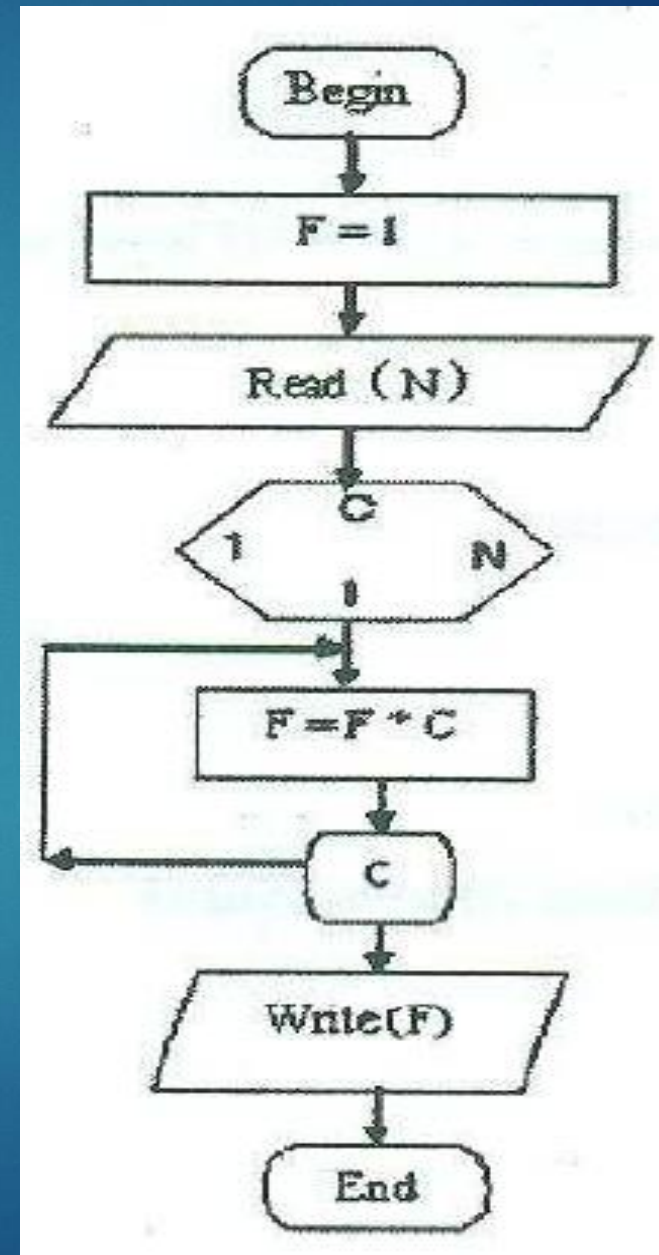 Begin
F = 1
Read (N)
C
1 N
1
F = F * C
C
Write(F)
End